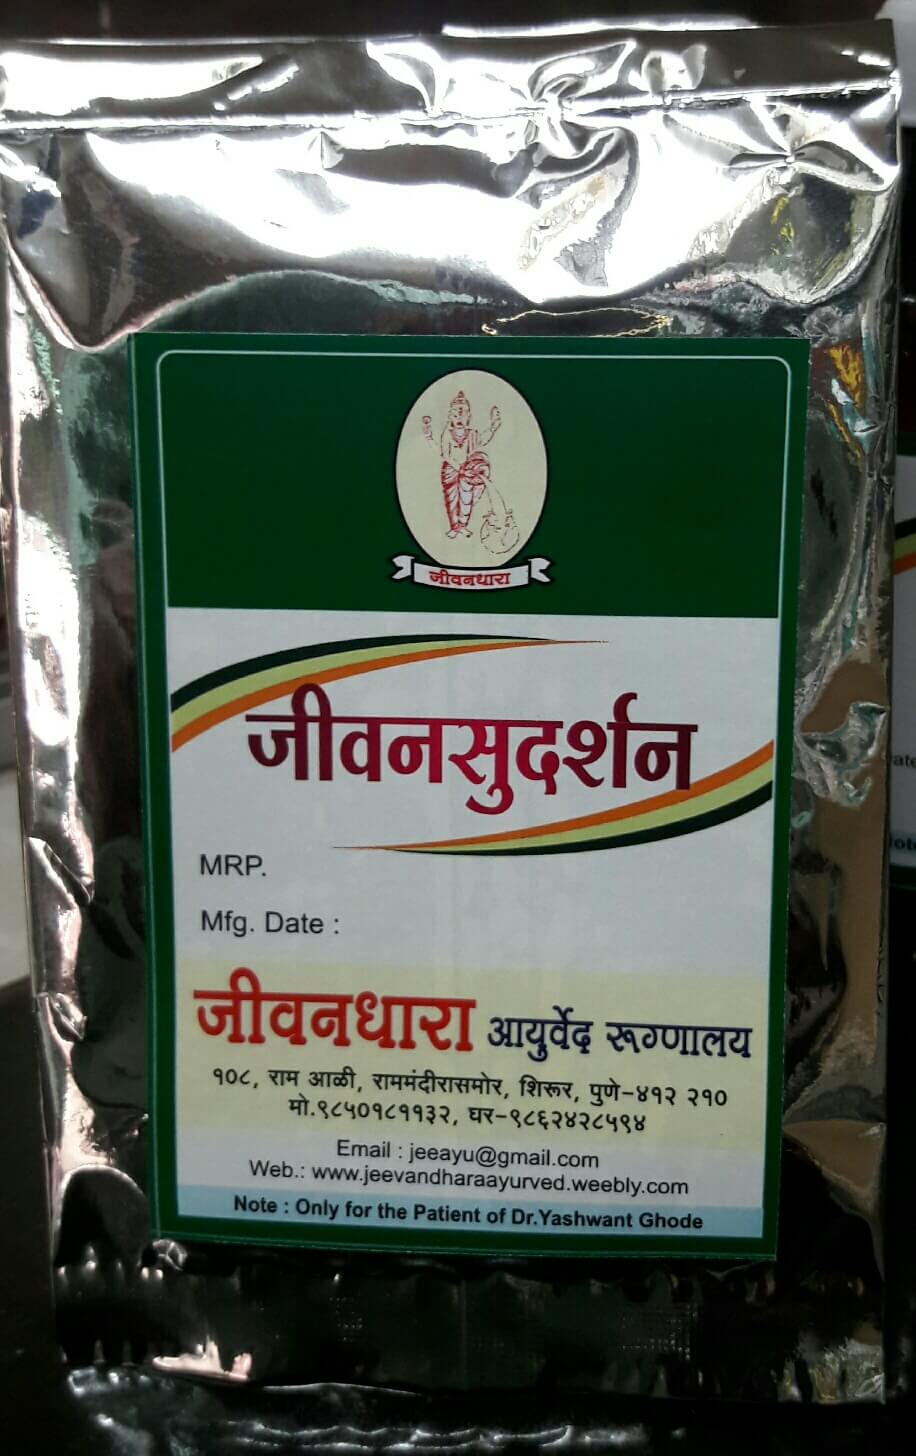 जीवनधारा
जीवनसुदर्शन
MRP.
Mfg. Date :
जीवनधारा आयुर्वेद रूग्णालय
१०८, राम आळी, राममंदीरासमोर, शिरूर, पुणे-४१२ २१०
मो.९८५०१८११३२, घर-९८६२४२८५९४
Email : jeeayu@gmail.com
Web.: www.jeevandharaayurved.weebly.com
Note : Only for the Patient of Dr.Yashwant Ghode